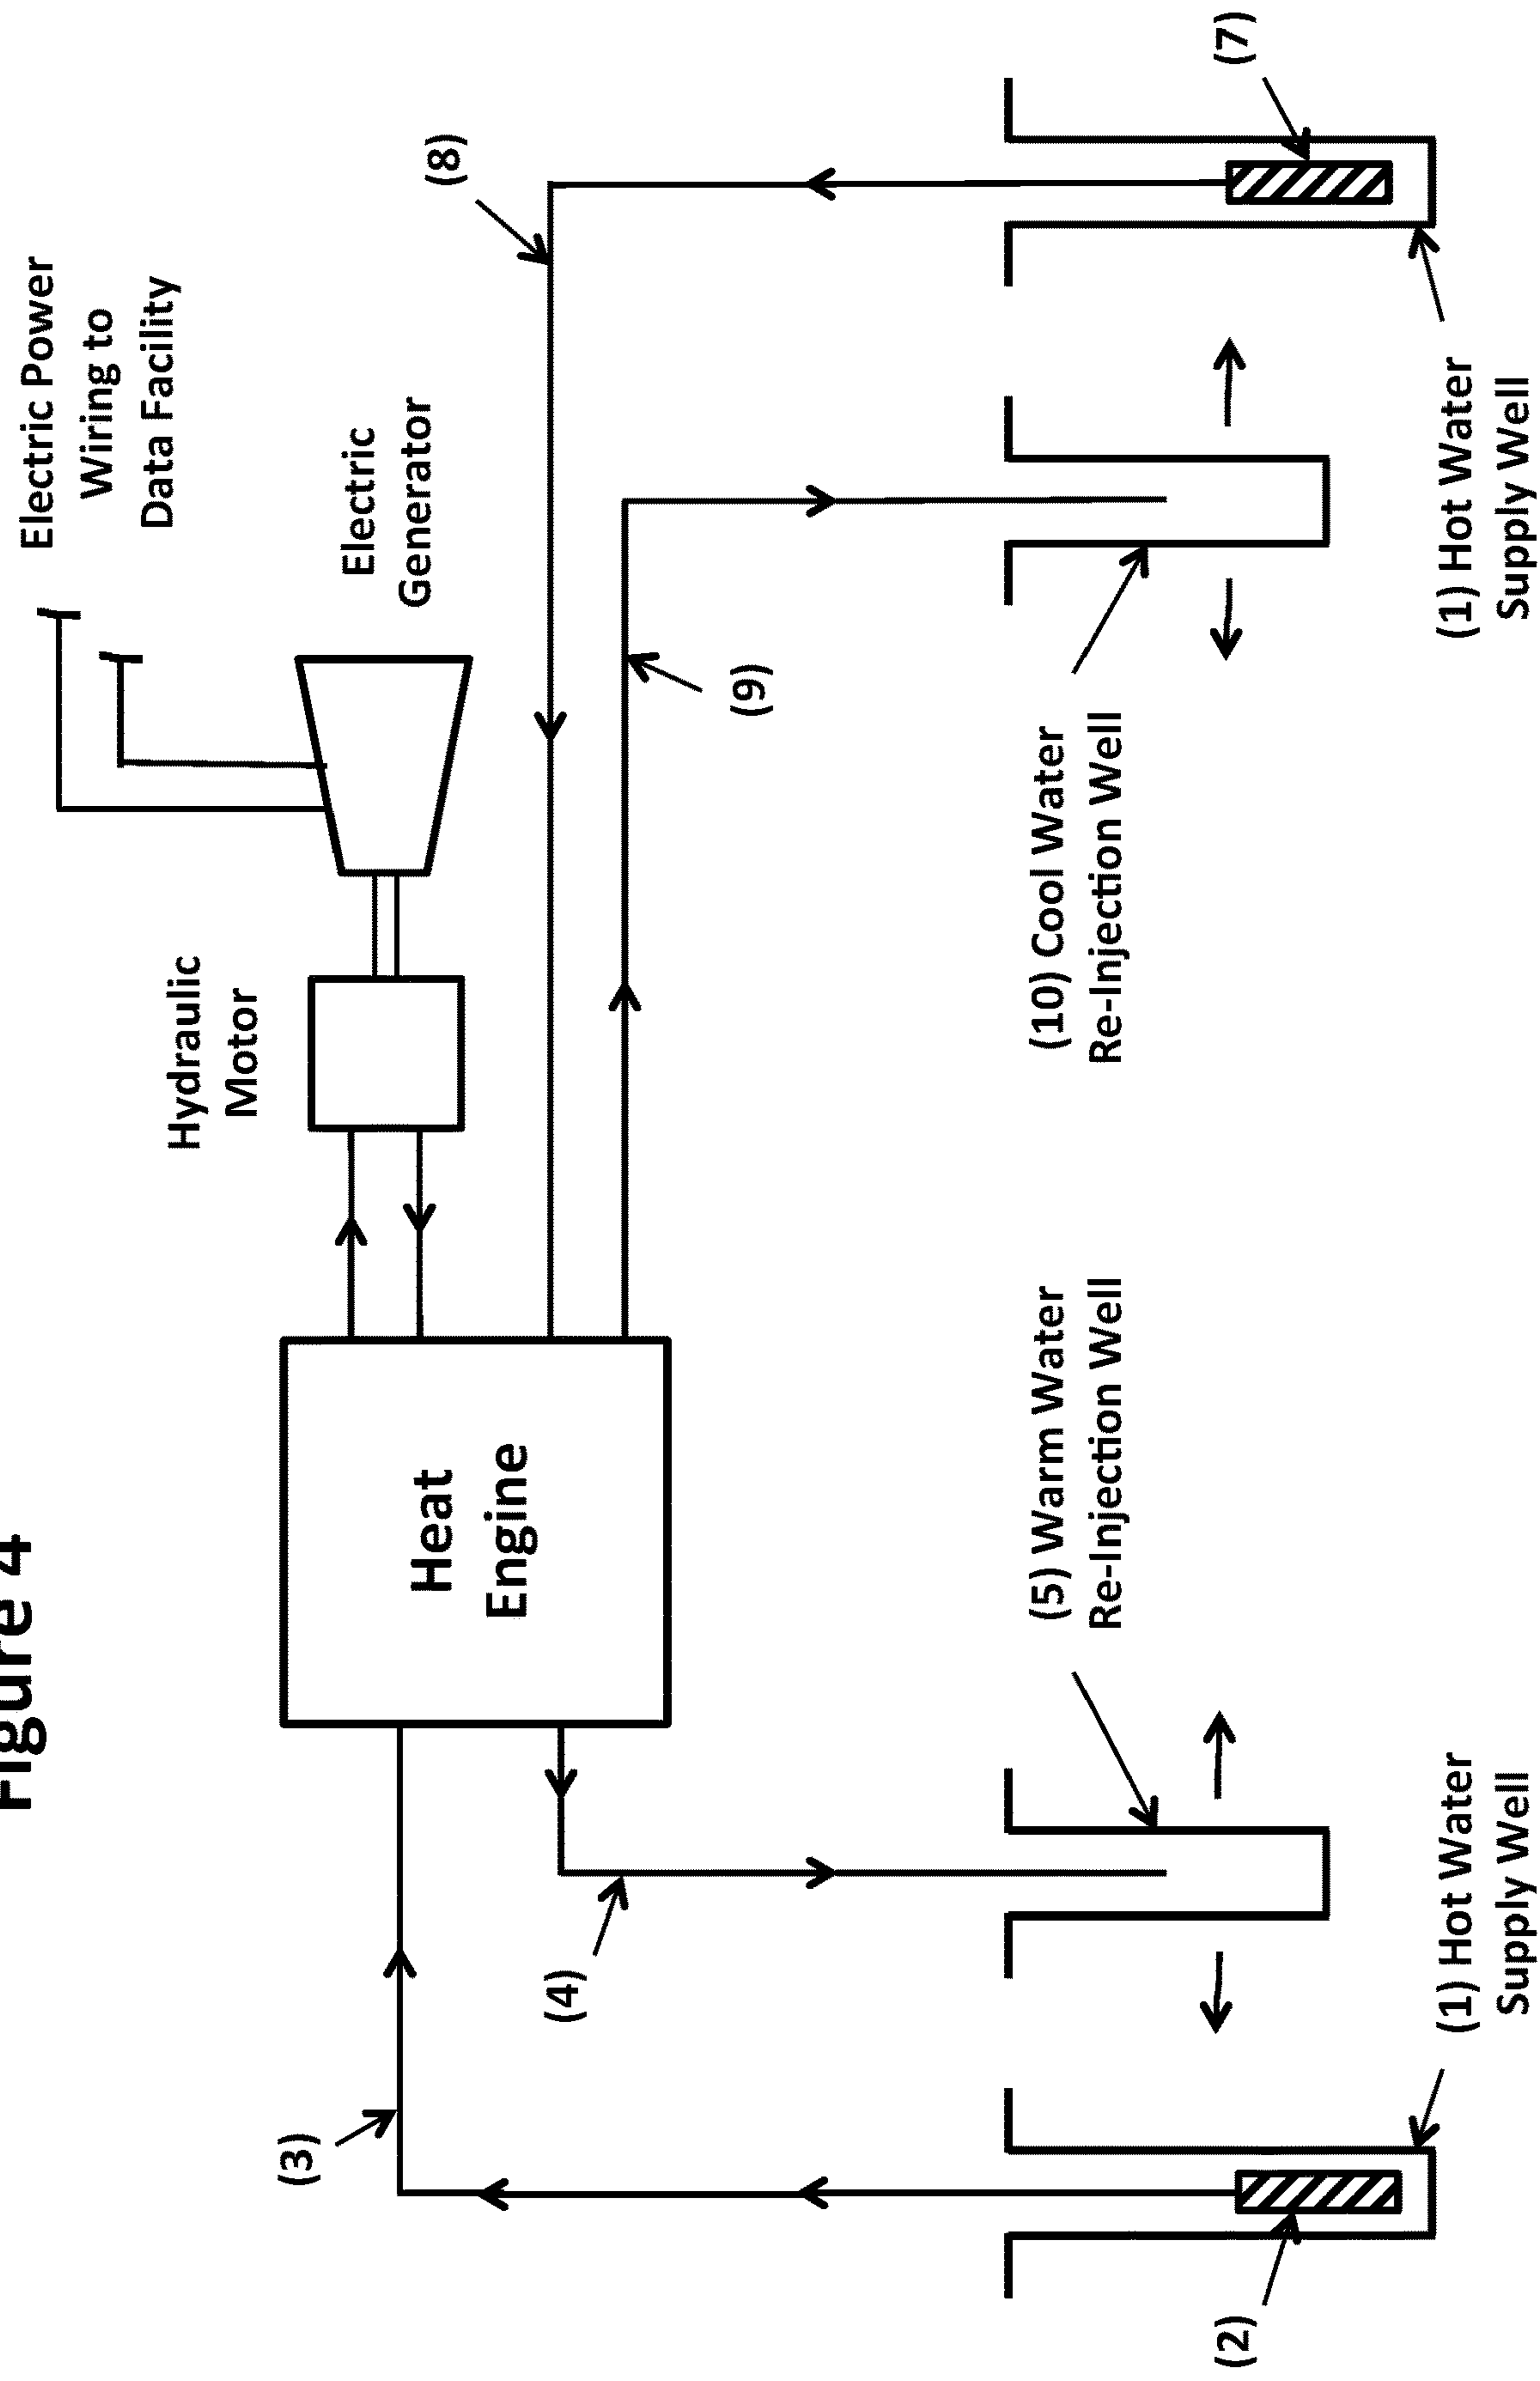 Figure 4
Electric Power
Wiring to
Data Facility
Hydraulic
Motor
Electric
Generator
Heat
Engine
(3)
(8)
(4)
(9)
(5) Warm Water
Re-Injection Well
(10) Cool Water
Re-Injection Well
(2)
(7)
(1) Hot Water
Supply Well
(1) Hot Water
Supply Well